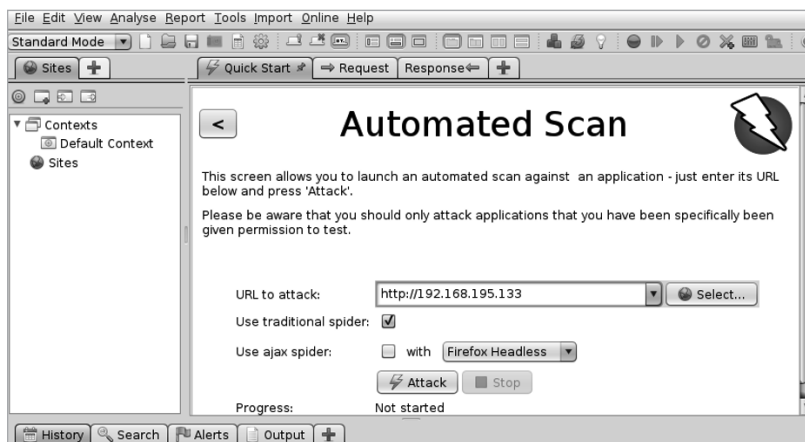 File Edit View Analyse Report Tools Import Online Help
Standard Mode
Sites
Quick Start
Request
Response
Contexts
Default Context
Sites
<
Automated Scan
This screen allows you to launch an automated scan against an application - just enter its URL
below and press 'Attack'.
Please be aware that you should only attack applications that you have been specifically been
given permission to test.
URL to attack:
http://192.168.195.133
Select...
Use traditional spider:
Use ajax spider:
with
Firefox Headless
Attack
Stop
Progress:
Not started
History
Search
Alerts
Output